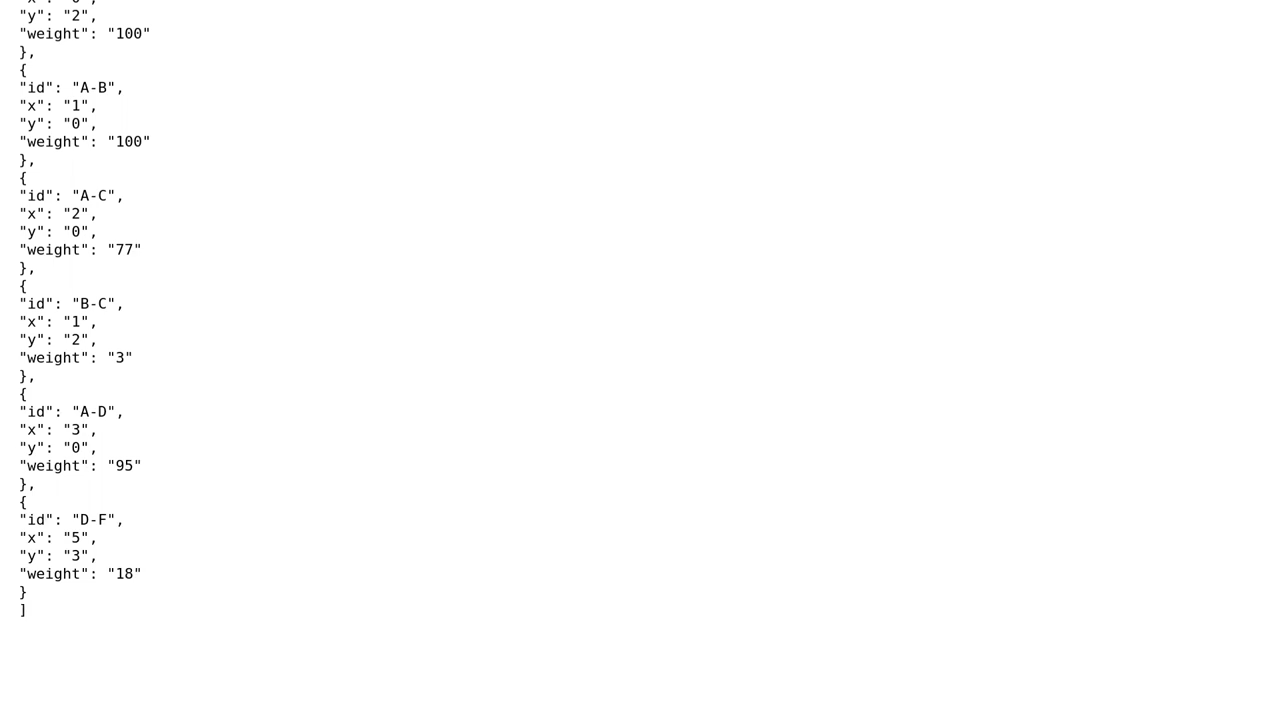 "y": "2",
"weight": "100"
},
{
"id": "A-B",
"x": "1",
"y": "0",
"weight": "100"
},
{
"id": "A-C",
"x": "2",
"y": "0",
"weight": "77"
},
{
"id": "B-C",
"x": "1",
"y": "2",
"weight": "3"
},
{
"id": "A-D",
"x": "3",
"y": "0",
"weight": "95"
},
{
"id": "D-F",
"x": "5",
"y": "3",
"weight": "18"
}
]